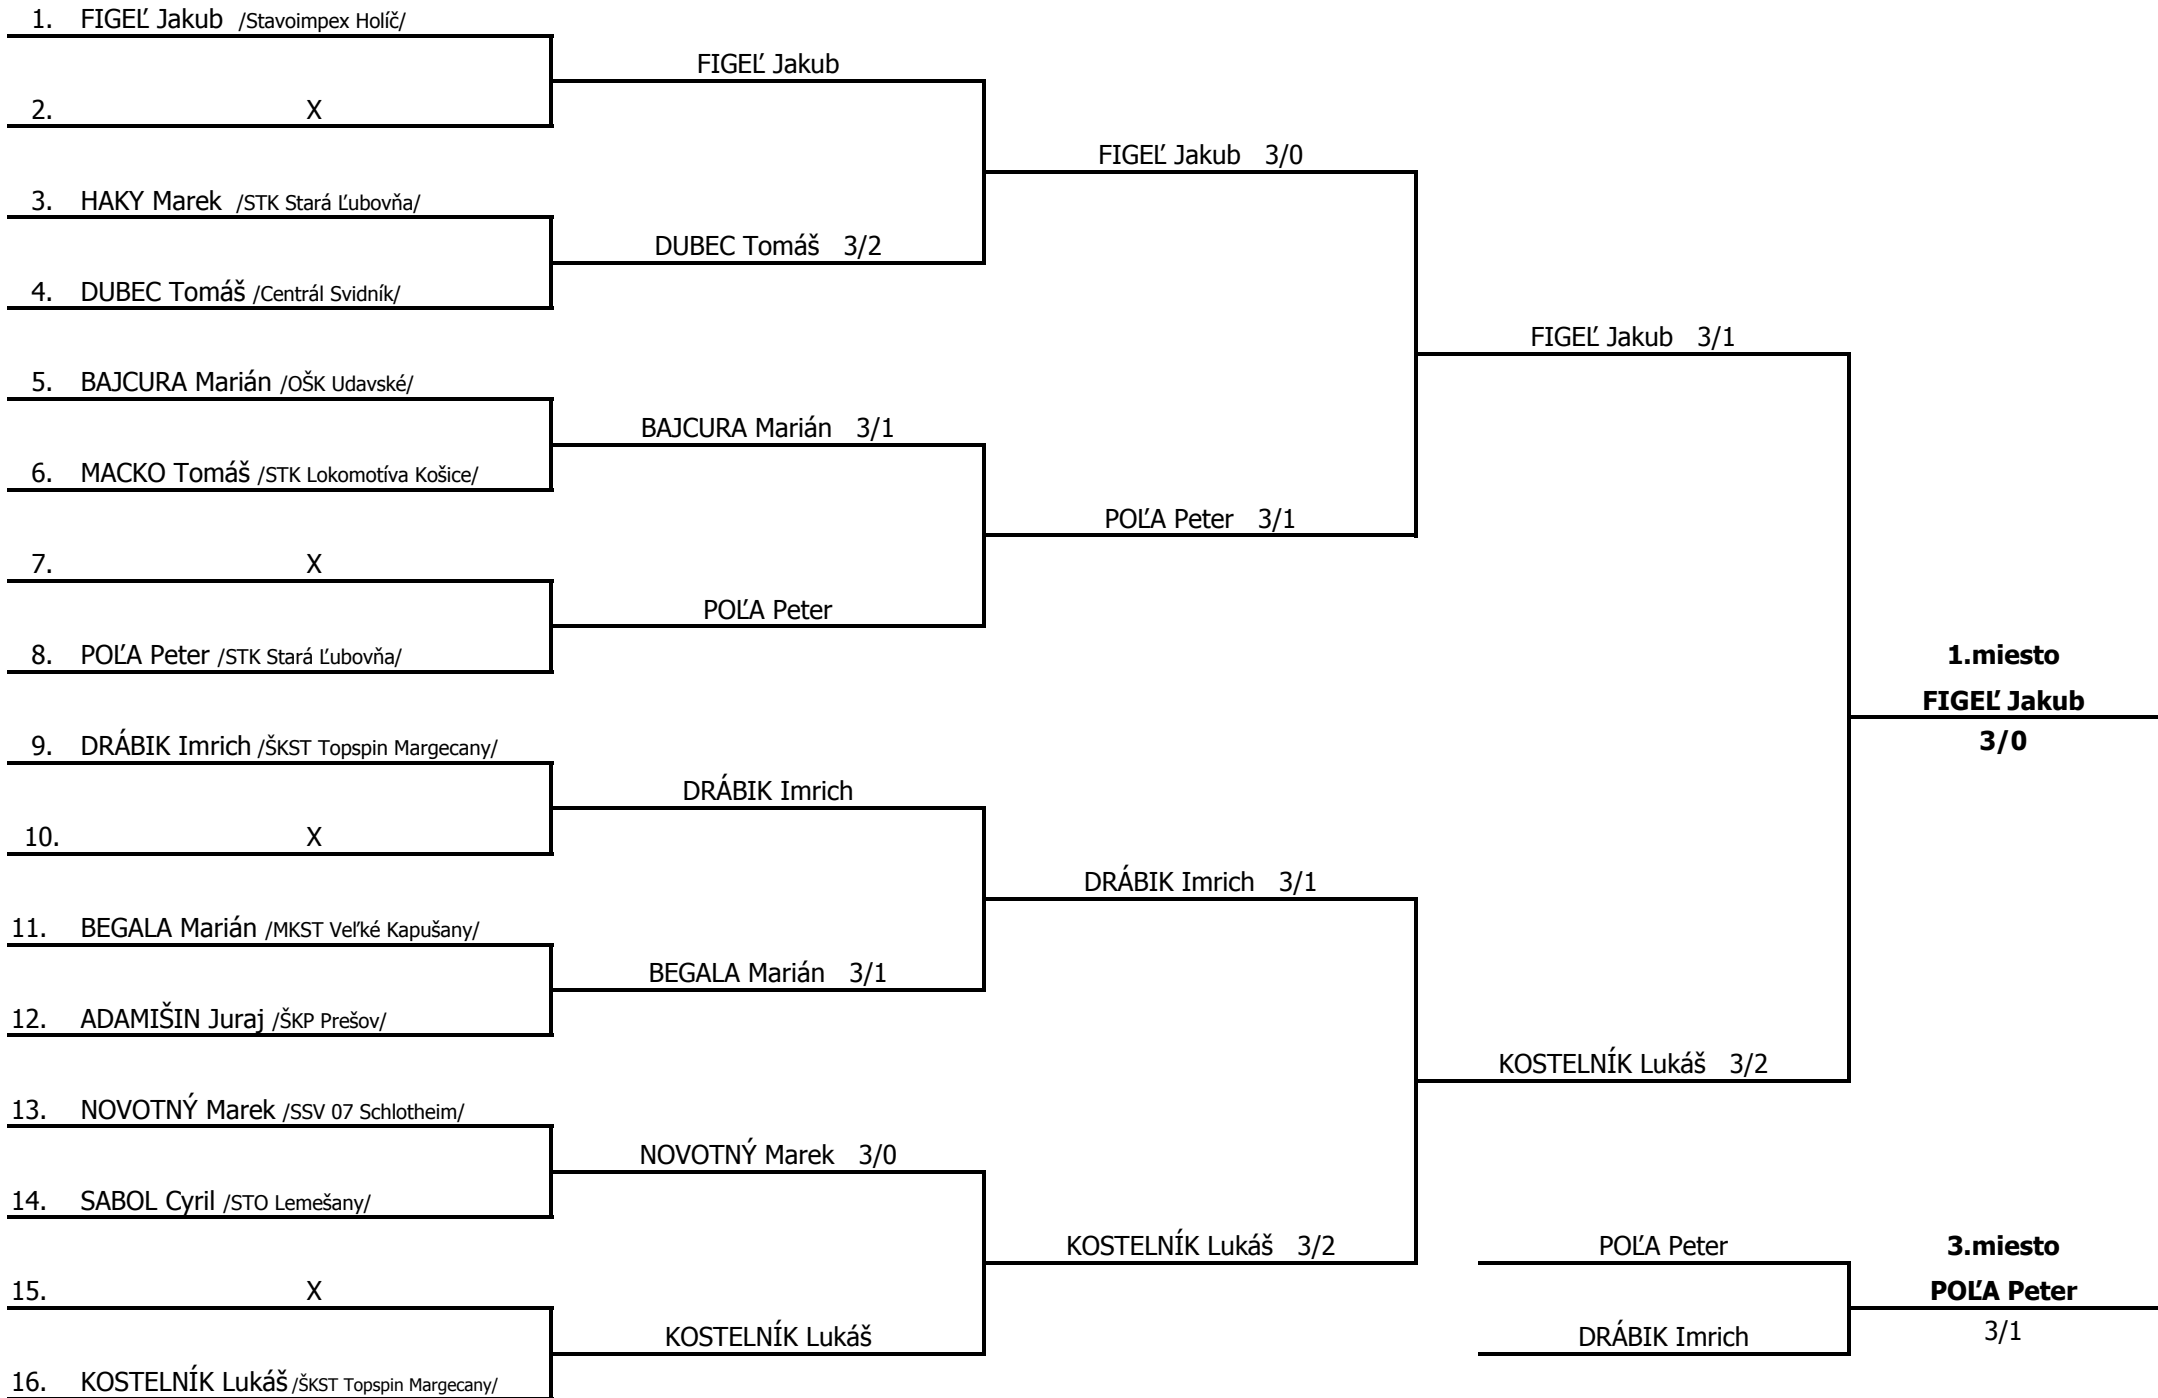 1. FIGEĽ Jakub /Stavoimpex Holíč/
FIGEĽ Jakub
2. X
FIGEĽ Jakub 3/0
3. HAKY Marek /STK Stará Ľubovňa/
DUBEC Tomáš 3/2
4. DUBEC Tomáš /Centrál Svidník/
FIGEĽ Jakub 3/1
5. BAJCURA Marián /OŠK Udavské/
BAJCURA Marián 3/1
6. MACKO Tomáš /STK Lokomotíva Košice/
POĽA Peter 3/1
7. X
POĽA Peter
8. POĽA Peter /STK Stará Ľubovňa/
1.miesto
FIGEĽ Jakub
3/0
9. DRÁBIK Imrich /ŠKST Topspin Margecany/
DRÁBIK Imrich
10. X
DRÁBIK Imrich 3/1
11. BEGALA Marián /MKST Veľké Kapušany/
BEGALA Marián 3/1
12. ADAMIŠIN Juraj /ŠKP Prešov/
KOSTELNÍK Lukáš 3/2
13. NOVOTNÝ Marek /SSV 07 Schlotheim/
NOVOTNÝ Marek 3/0
14. SABOL Cyril /STO Lemešany/
KOSTELNÍK Lukáš 3/2
POĽA Peter
3.miesto
15. X
POĽA Peter
KOSTELNÍK Lukáš
DRÁBIK Imrich
3/1
16. KOSTELNÍK Lukáš /ŠKST Topspin Margecany/